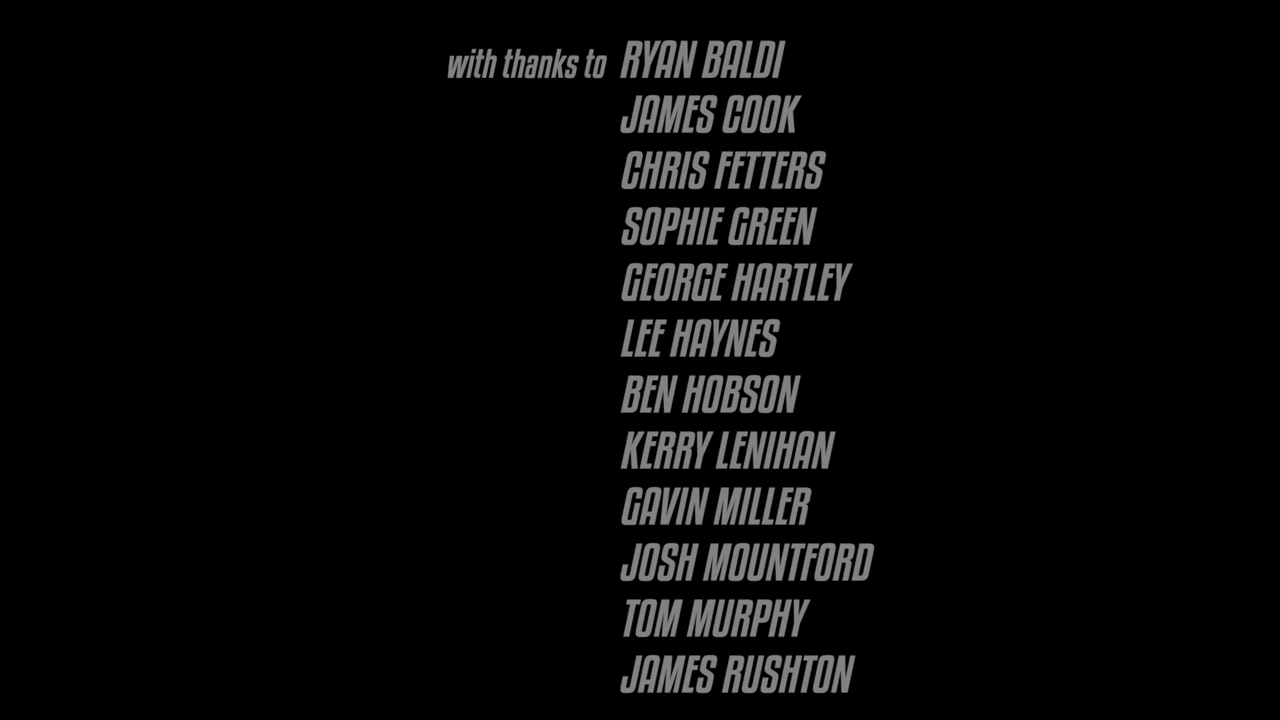 with thanks to RYAN BALDI
JAMES COOK
CHRIS FETTERS
SOPHIE GREEN
GEORGE HARTLEY
LEE HAYNES
BEN HOBSON
KERRY LENIHAN
GAVIN MILLER
JOSH MOUNTFORD
TOM MURPHY
JAMES RUSHTON